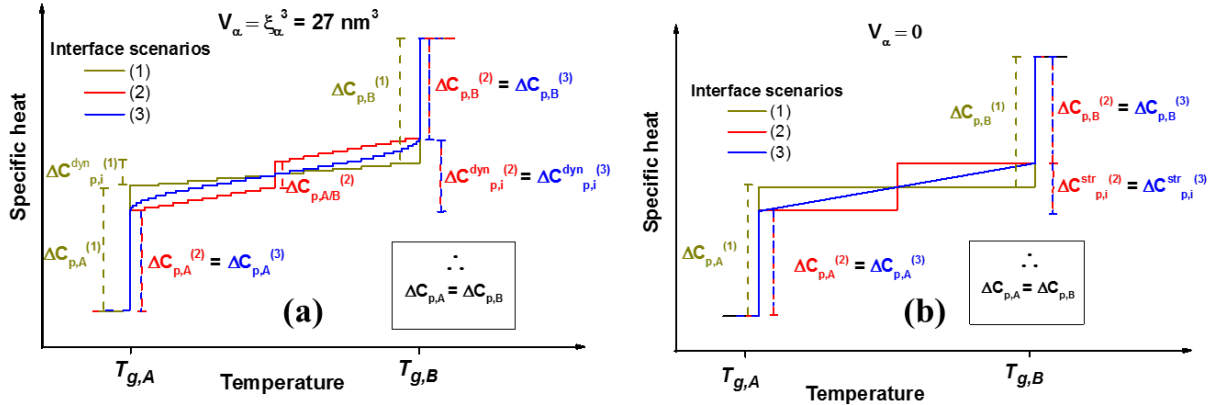 V_α = ξ_α^3 = 27 nm^3
Interface scenarios
(1)
(2)
(3)
ΔC_p,B^(1)
ΔC_p,B^(2) = ΔC_p,B^(3)
ΔC^dyn_p,i^(1)
ΔC_p,A/B^(2)
ΔC^dyn_p,i^(2) = ΔC^dyn_p,i^(3)
ΔC_p,A^(1)
ΔC_p,A^(2) = ΔC_p,A^(3)
∴
ΔC_p,A = ΔC_p,B
(a)
Specific heat
T_g,A
Temperature
T_g,B
V_α = 0
Interface scenarios
(1)
(2)
(3)
ΔC_p,B^(1)
ΔC_p,B^(2) = ΔC_p,B^(3)
ΔC^str_p,i^(2) = ΔC^str_p,i^(3)
ΔC_p,A^(1)
ΔC_p,A^(2) = ΔC_p,A^(3)
∴
ΔC_p,A = ΔC_p,B
(b)
Specific heat
T_g,A
T_g,B
Temperature